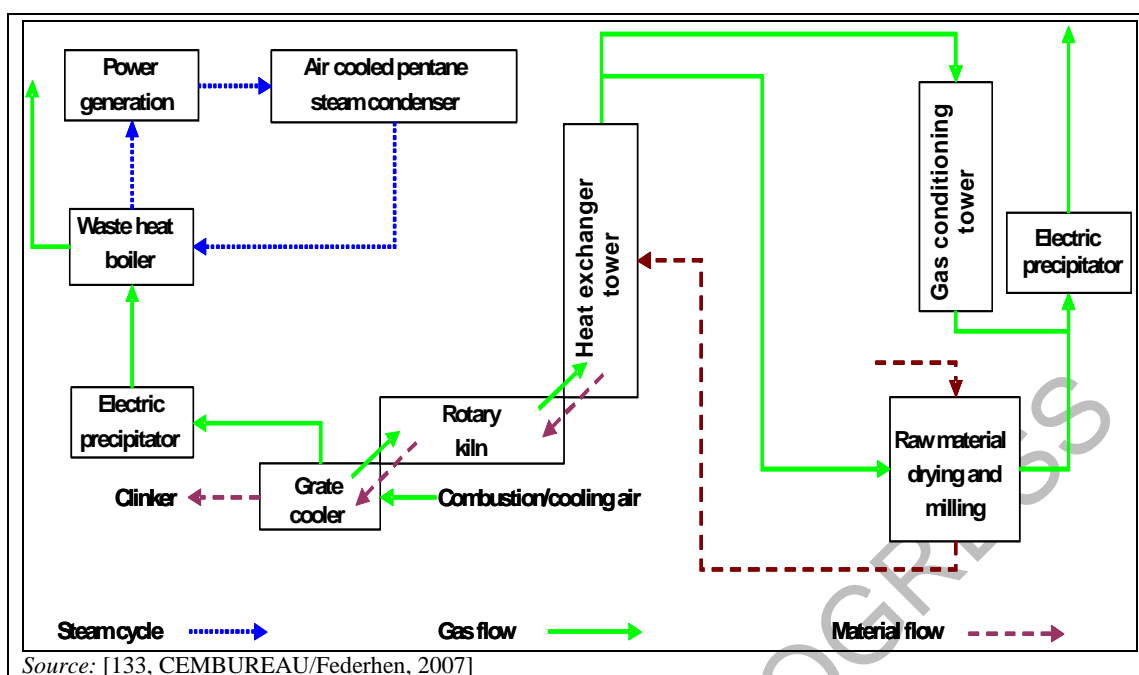 Power
generation
Air cooled pentane
steam condenser
Waste heat
boiler
Electric
precipitator
Clinker
Grate
cooler
Rotary
kiln
Combustion/cooling air
Heat exchanger
tower
Gas conditioning
tower
Electric
precipitator
Raw material
drying and
milling
Steam cycle
Gas flow
Material flow
Source: [133, CEMBUREAU/Federhen, 2007]
OGRESS